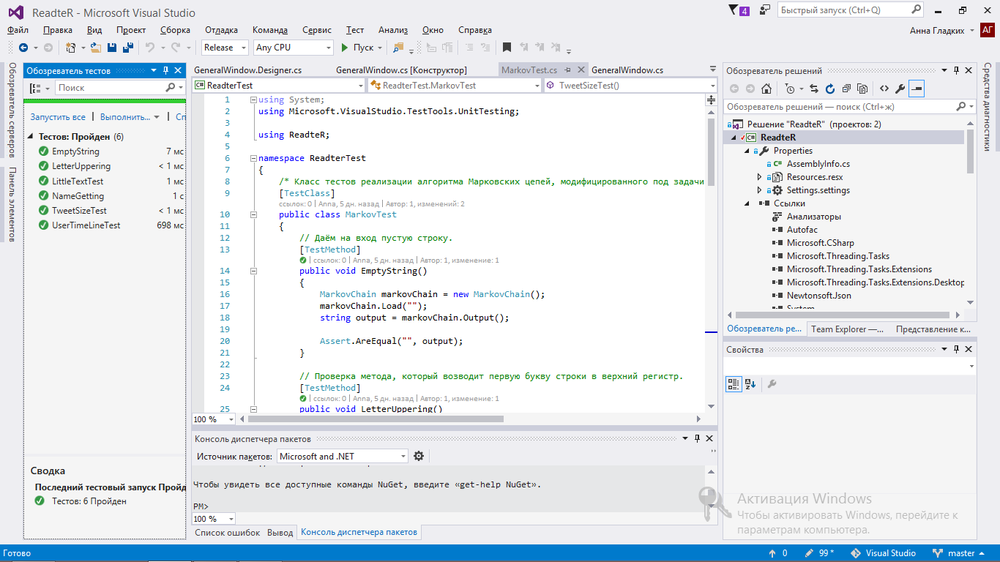 ReadteR - Microsoft Visual Studio
4
Быстрый запуск (Ctrl+Q)
Файл Правка Вид Проект Сборка Отладка Команда Сервис Тест Анализ Окно Справка
Анна Гладких АГ
Release Any CPU Пуск
Обозреватель серверов
Панель элементов
Обозреватель тестов
Поиск
Запустить все | Выполнить... | Сп
Тестов: Пройден (6)
EmptyString 7 мс
LetterUppering < 1 мс
LittleTextTest 1 мс
NameGetting 1 с
TweetSizeTest < 1 мс
UserTimeLineTest 698 мс
Сводка
Последний тестовый запуск Пройд
Тестов: 6 Пройден
GeneralWindow.Designer.cs GeneralWindow.cs [Конструктор] MarkovTest.cs GeneralWindow.cs
C# ReadterTest ReadterTest.MarkovTest TweetSizeTest()
1 using System;
2 using Microsoft.VisualStudio.TestTools.UnitTesting;
3
4 using ReadteR;
5
6 namespace ReadterTest
7 {
8 /* Класс тестов реализации алгоритма Марковских цепей, модифицированного под задачи
9 [TestClass]
ссылок: 0 | Anna, 5 дн. назад | Автор: 1, изменений: 2
10 public class MarkovTest
11 {
12 // Даём на вход пустую строку.
13 [TestMethod]
| ссылок: 0 | Anna, 5 дн. назад | Автор: 1, изменение: 1
14 public void EmptyString()
15 {
16 MarkovChain markovChain = new MarkovChain();
17 markovChain.Load("");
18 string output = markovChain.Output();
19
20 Assert.AreEqual("", output);
21 }
22
23 // Проверка метода, который возводит первую букву строки в верхний регистр.
24 [TestMethod]
| ссылок: 0 | Anna, 5 дн. назад | Автор: 1, изменение: 1
25 public void LetterUppering()
100 %
Консоль диспетчера пакетов
Источник пакетов: Microsoft and .NET
Чтобы увидеть все доступные команды NuGet, введите «get-help NuGet».
PM>
100 %
Список ошибок Вывод Консоль диспетчера пакетов
Обозреватель решений
Обозреватель решений — поиск (Ctrl+ж)
Решение "ReadteR" (проектов: 2)
C# ReadteR
Properties
C# AssemblyInfo.cs
Resources.resx
Settings.settings
Ссылки
Анализаторы
Autofac
Microsoft.CSharp
Microsoft.Threading.Tasks
Microsoft.Threading.Tasks.Extensions
Microsoft.Threading.Tasks.Extensions.Desktop
Newtonsoft.Json
System
Обозреватель ре... Team Explorer —... Представление к...
Свойства
Средства диагностики
Активация Windows
Чтобы активировать Windows, перейдите к
параметрам компьютера.
Готово 0 99* Visual Studio master